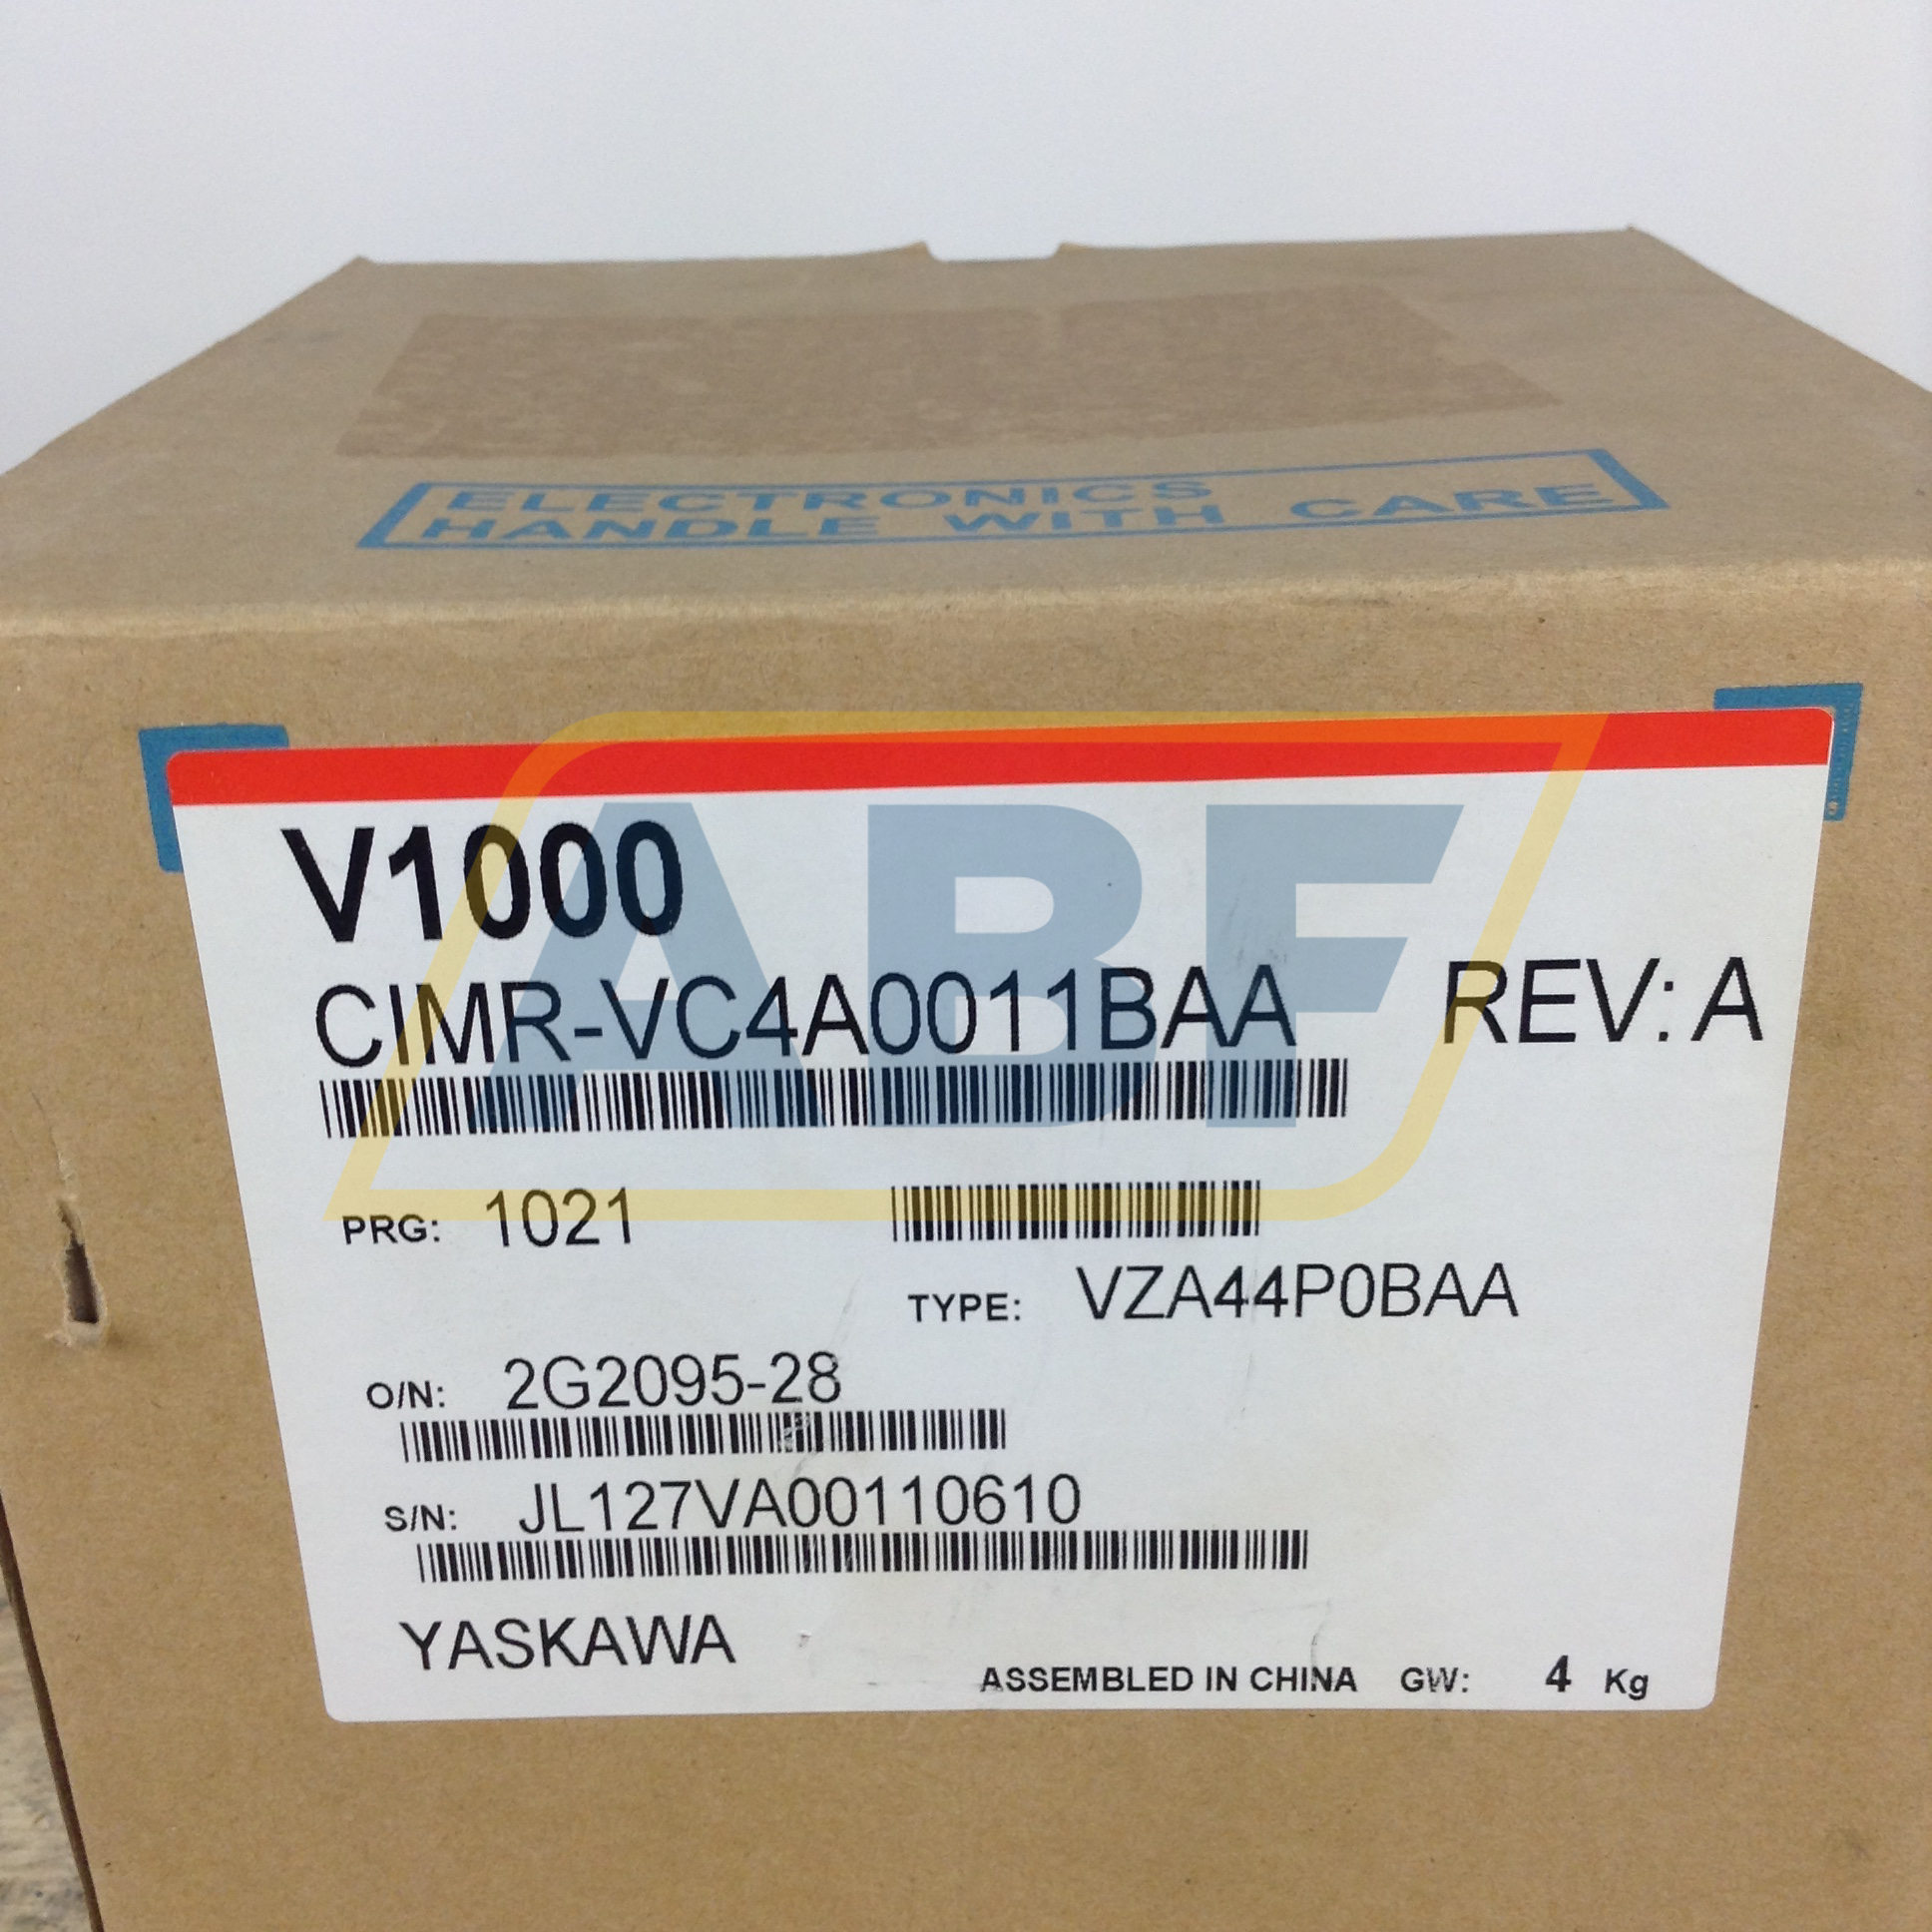 ELECTRONICS
HANDLE WITH CARE
V1000
CIMR-VC4A0011BAA REV: A
PRG: 1021
TYPE: VZA44P0BAA
O/N: 2G2095-28
S/N: JL127VA00110610
YASKAWA
ASSEMBLED IN CHINA GW: 4 Kg
ABF